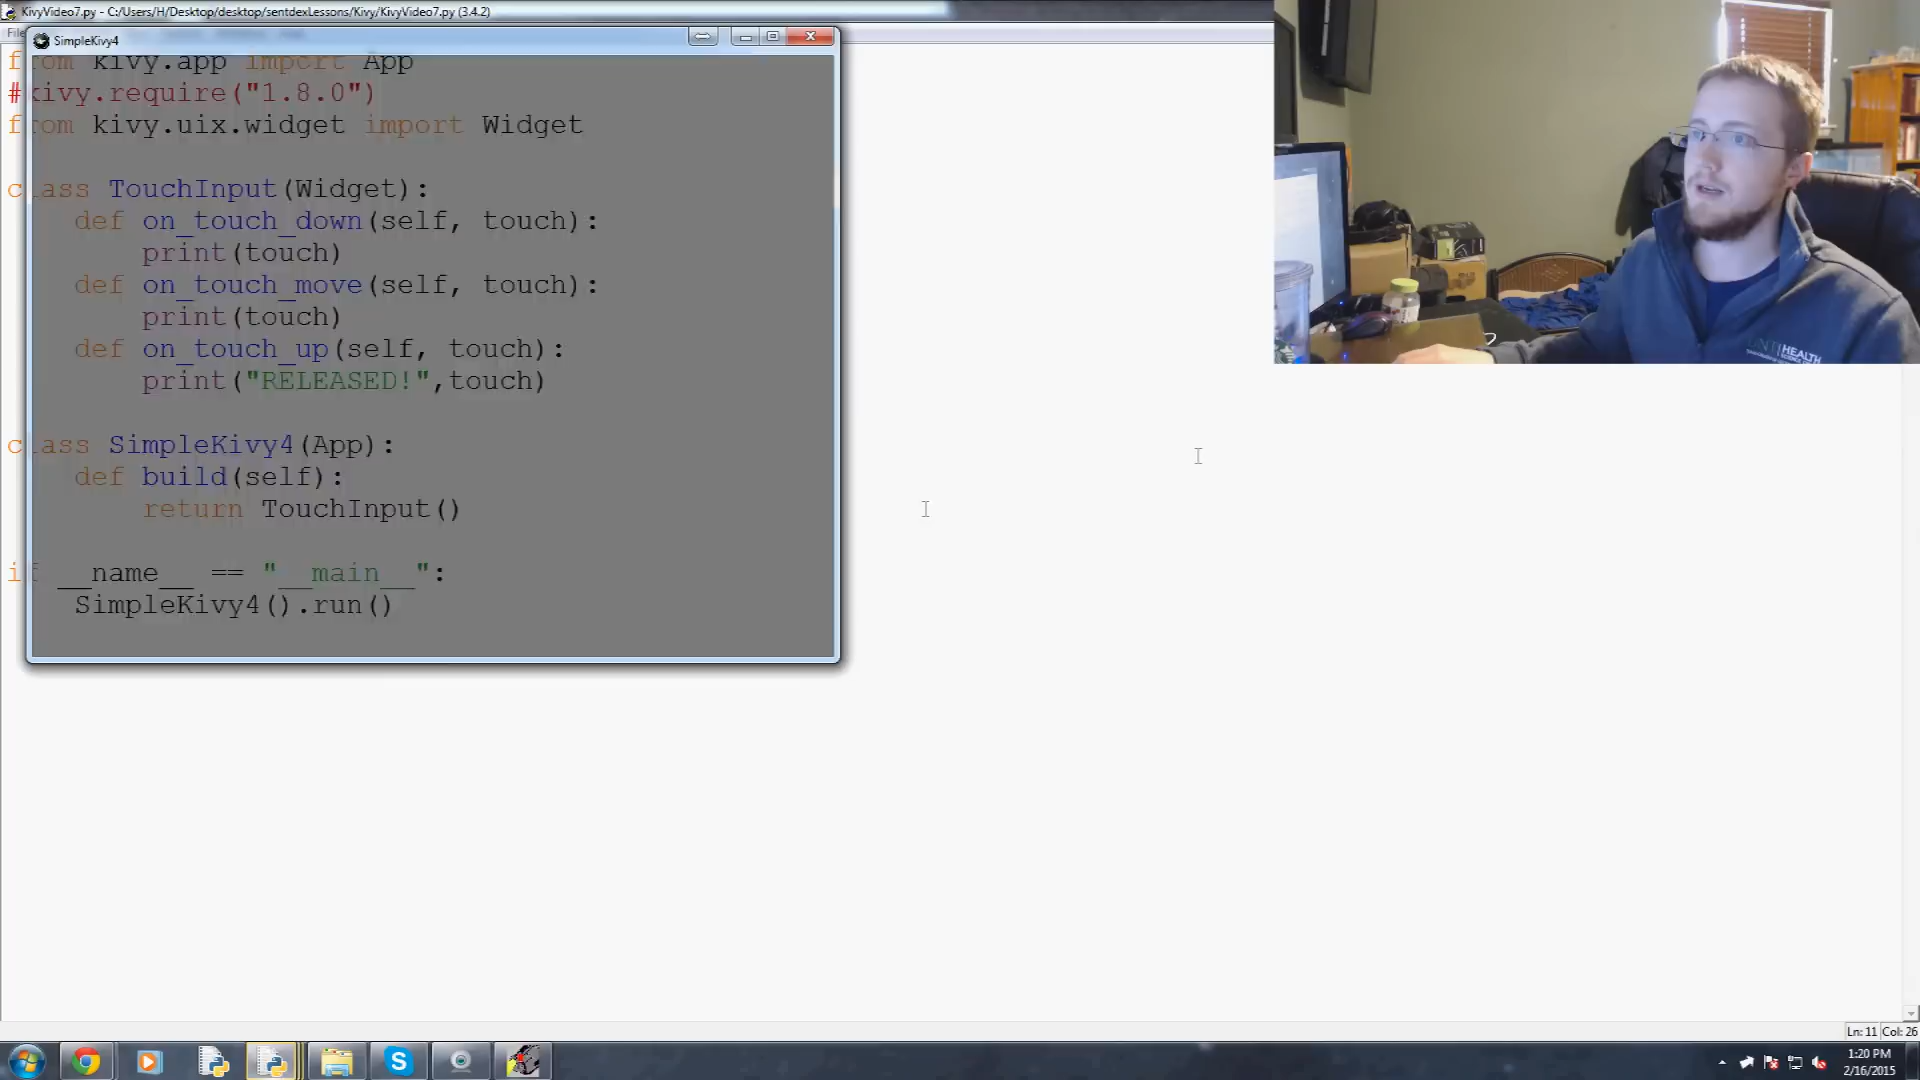 KivyVideo7.py - C:/Users/H/Desktop/desktop/sentdexLessons/Kivy/KivyVideo7.py (3.4.2)
SimpleKivy4
from kivy.app import App
#kivy.require("1.8.0")
from kivy.uix.widget import Widget
class TouchInput(Widget):
def on_touch_down(self, touch):
print(touch)
def on_touch_move(self, touch):
print(touch)
def on_touch_up(self, touch):
print("RELEASED!",touch)
class SimpleKivy4(App):
def build(self):
return TouchInput()
if __name__ == "__main__":
SimpleKivy4().run()
HEALTH
Ln: 11 Col: 26
1:20 PM
2/16/2015